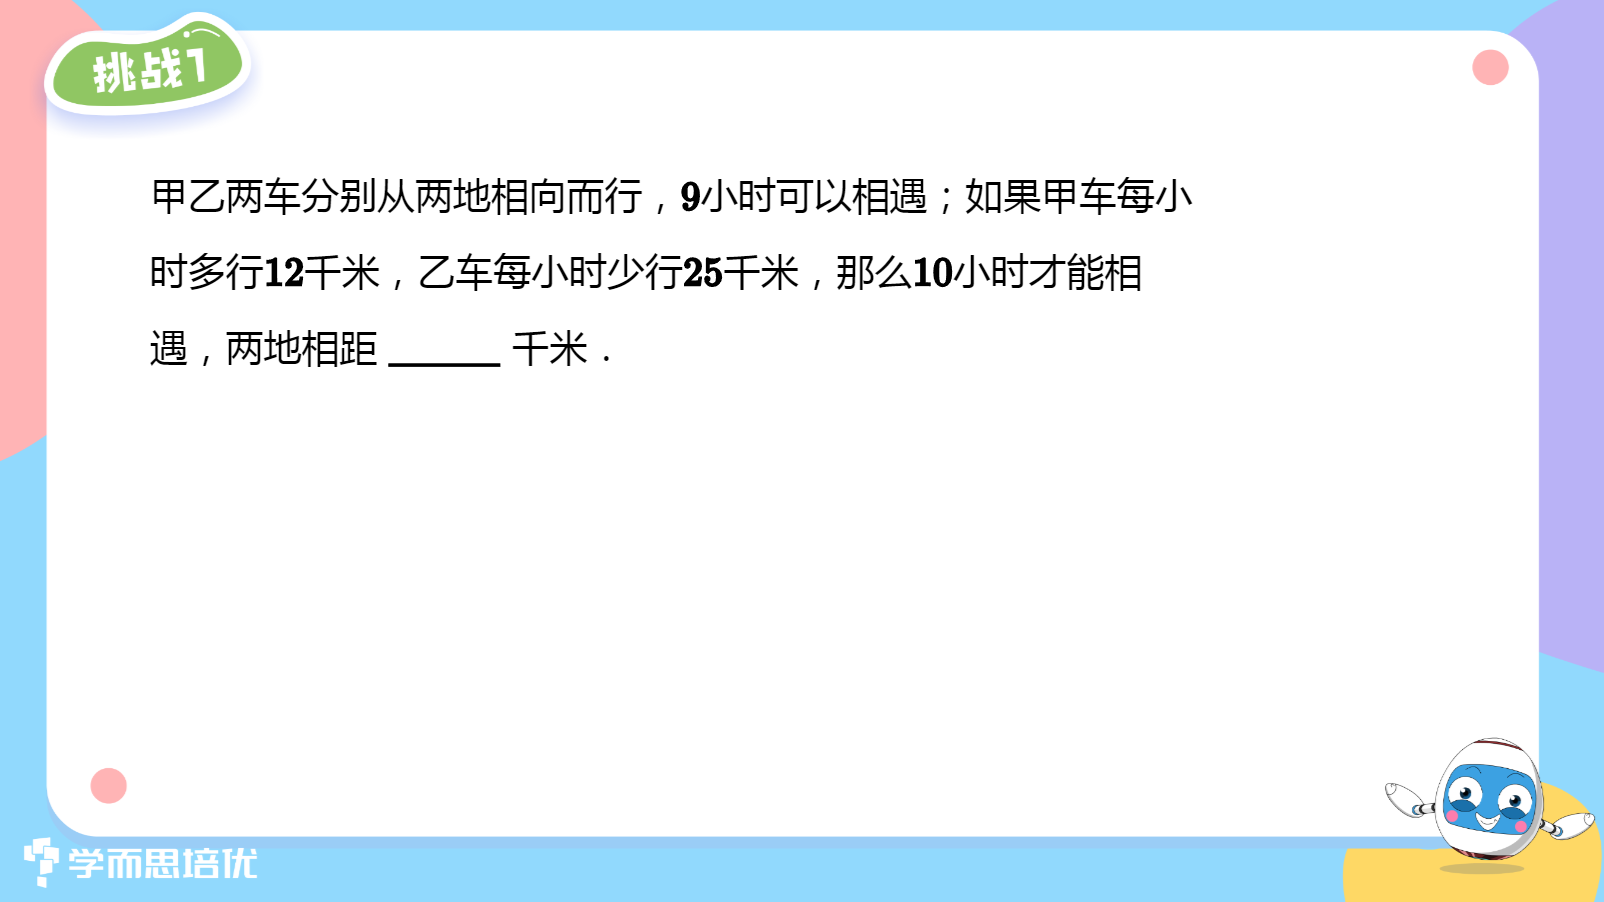 挑战1
甲乙两车分别从两地相向而行，9小时可以相遇；如果甲车每小
时多行12千米，乙车每小时少行25千米，那么10小时才能相
遇，两地相距 ______ 千米．
学而思培优